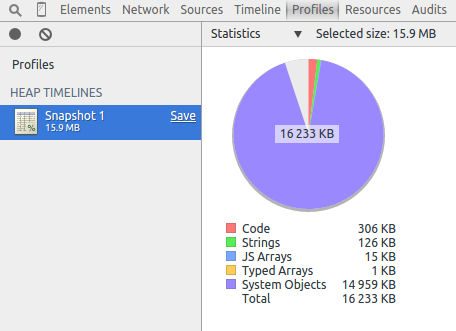 Elements Network Sources Timeline Profiles Resources Audits
Statistics ▼ Selected size: 15.9 MB
Profiles
HEAP TIMELINES
Snapshot 1 Save
15.9 MB
%
16 233 KB
Code 306 KB
Strings 126 KB
JS Arrays 15 KB
Typed Arrays 1 KB
System Objects 14 959 KB
Total 16 233 KB